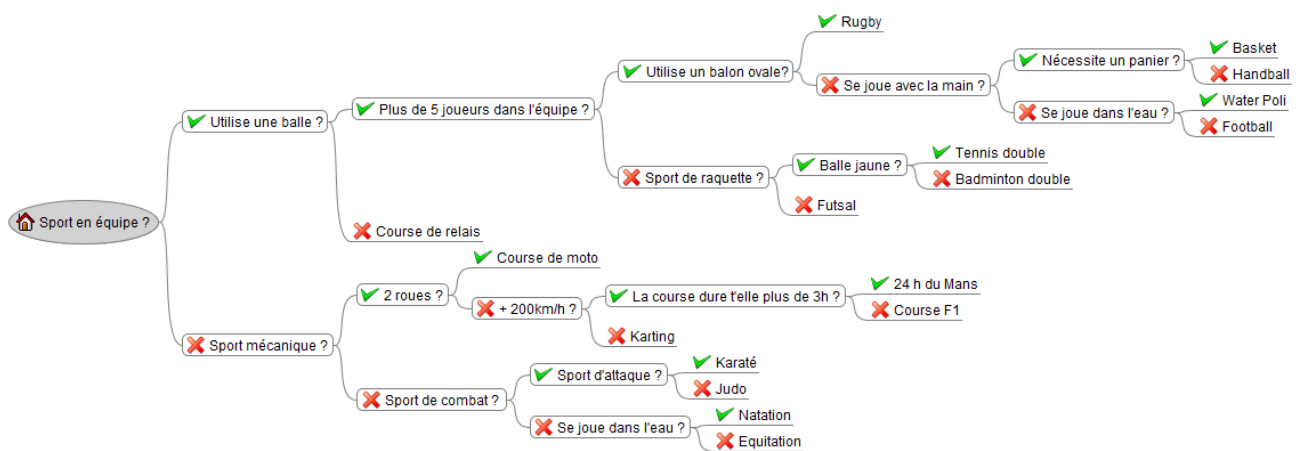 Sport en équipe ?
Utilise une balle ?
Plus de 5 joueurs dans l'équipe ?
Utilise un balon ovale?
Rugby
Se joue avec la main ?
Nécessite un panier ?
Basket
Handball
Se joue dans l'eau ?
Water Poli
Football
Sport de raquette ?
Balle jaune ?
Tennis double
Badminton double
Futsal
Course de relais
Sport mécanique ?
2 roues ?
Course de moto
+ 200km/h ?
La course dure t'elle plus de 3h ?
24 h du Mans
Course F1
Karting
Sport de combat ?
Sport d'attaque ?
Karaté
Judo
Se joue dans l'eau ?
Natation
Equitation